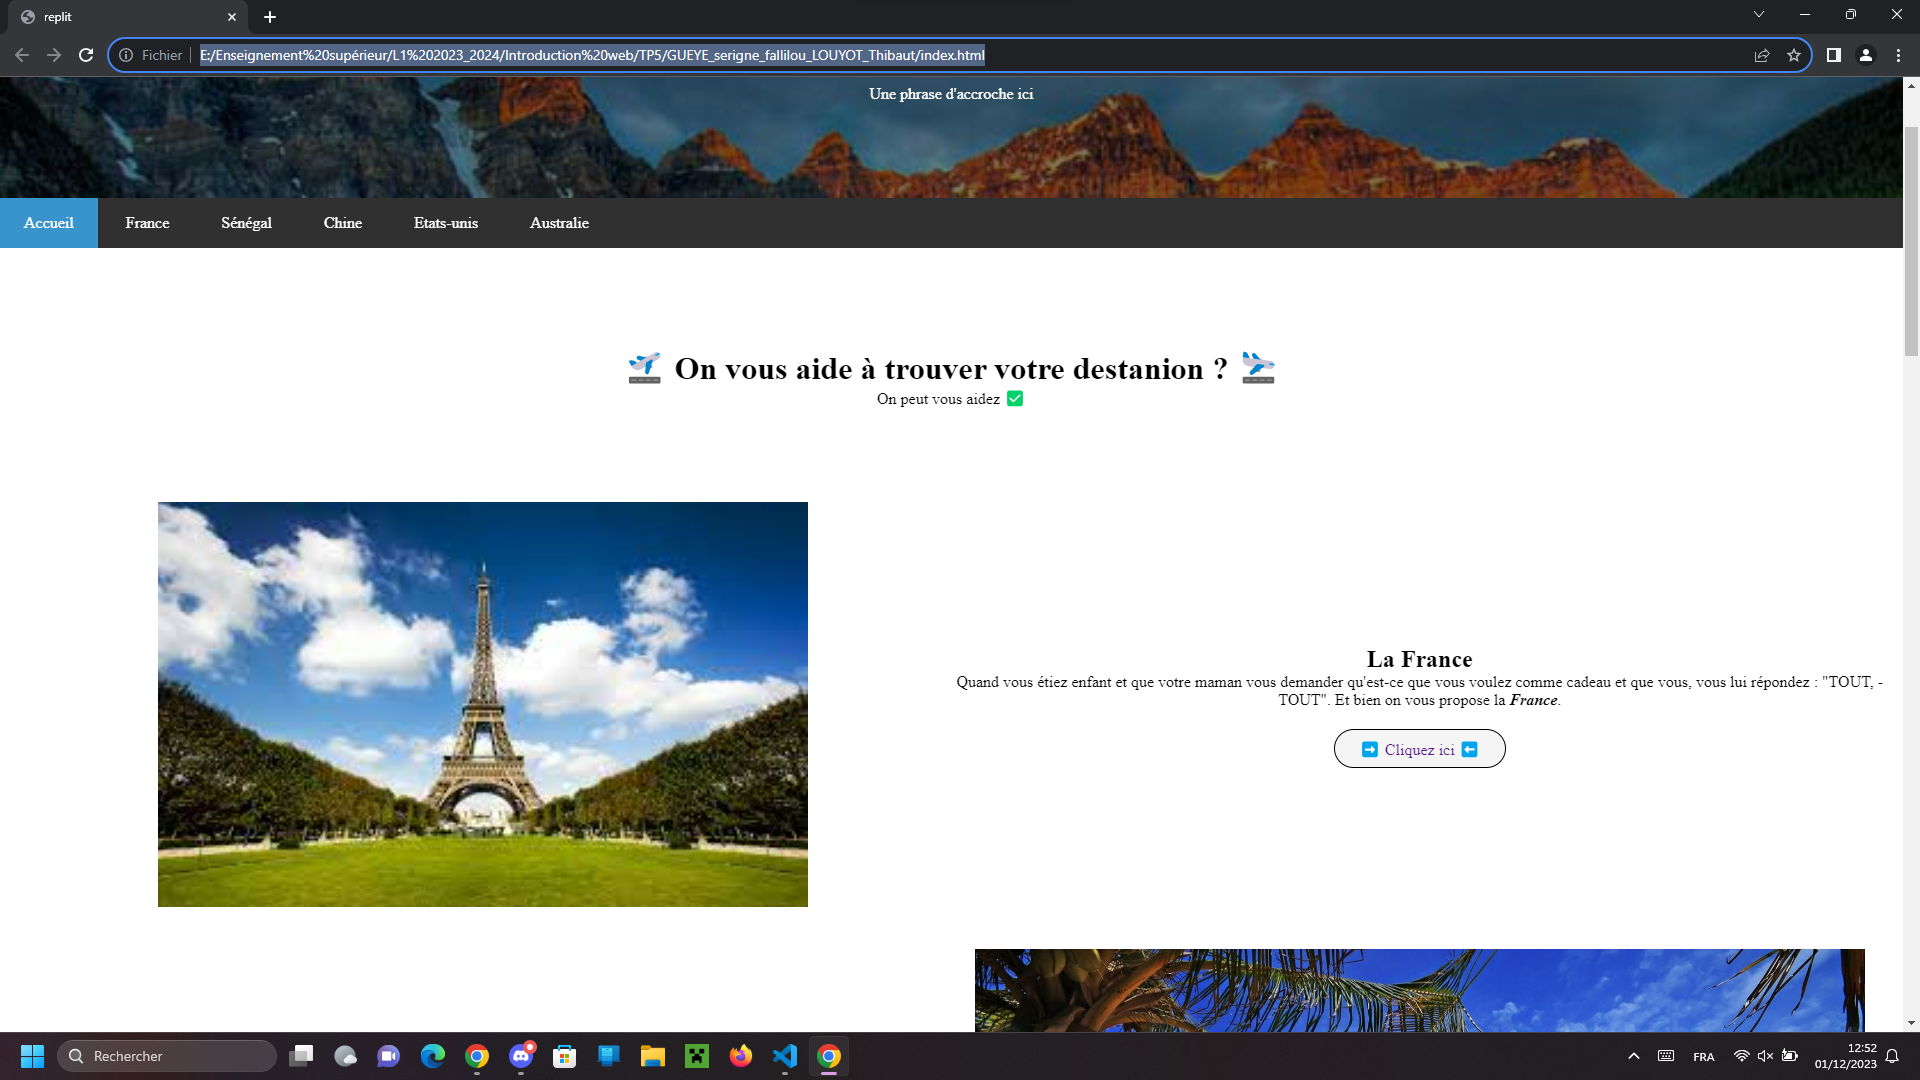 replit
Fichier
E:/Enseignement%20supérieur/L1%202023_2024/Introduction%20web/TP5/GUEYE_serigne_fallilou_LOUYOT_Thibaut/index.html
Une phrase d'accroche ici
Accueil France Sénégal Chine Etats-unis Australie
On vous aide à trouver votre destanion ?
On peut vous aidez
La France
Quand vous étiez enfant et que votre maman vous demander qu'est-ce que vous voulez comme cadeau et que vous, vous lui répondez : "TOUT, -
TOUT". Et bien on vous propose la France.
Cliquez ici
Rechercher
FRA
12:52
01/12/2023